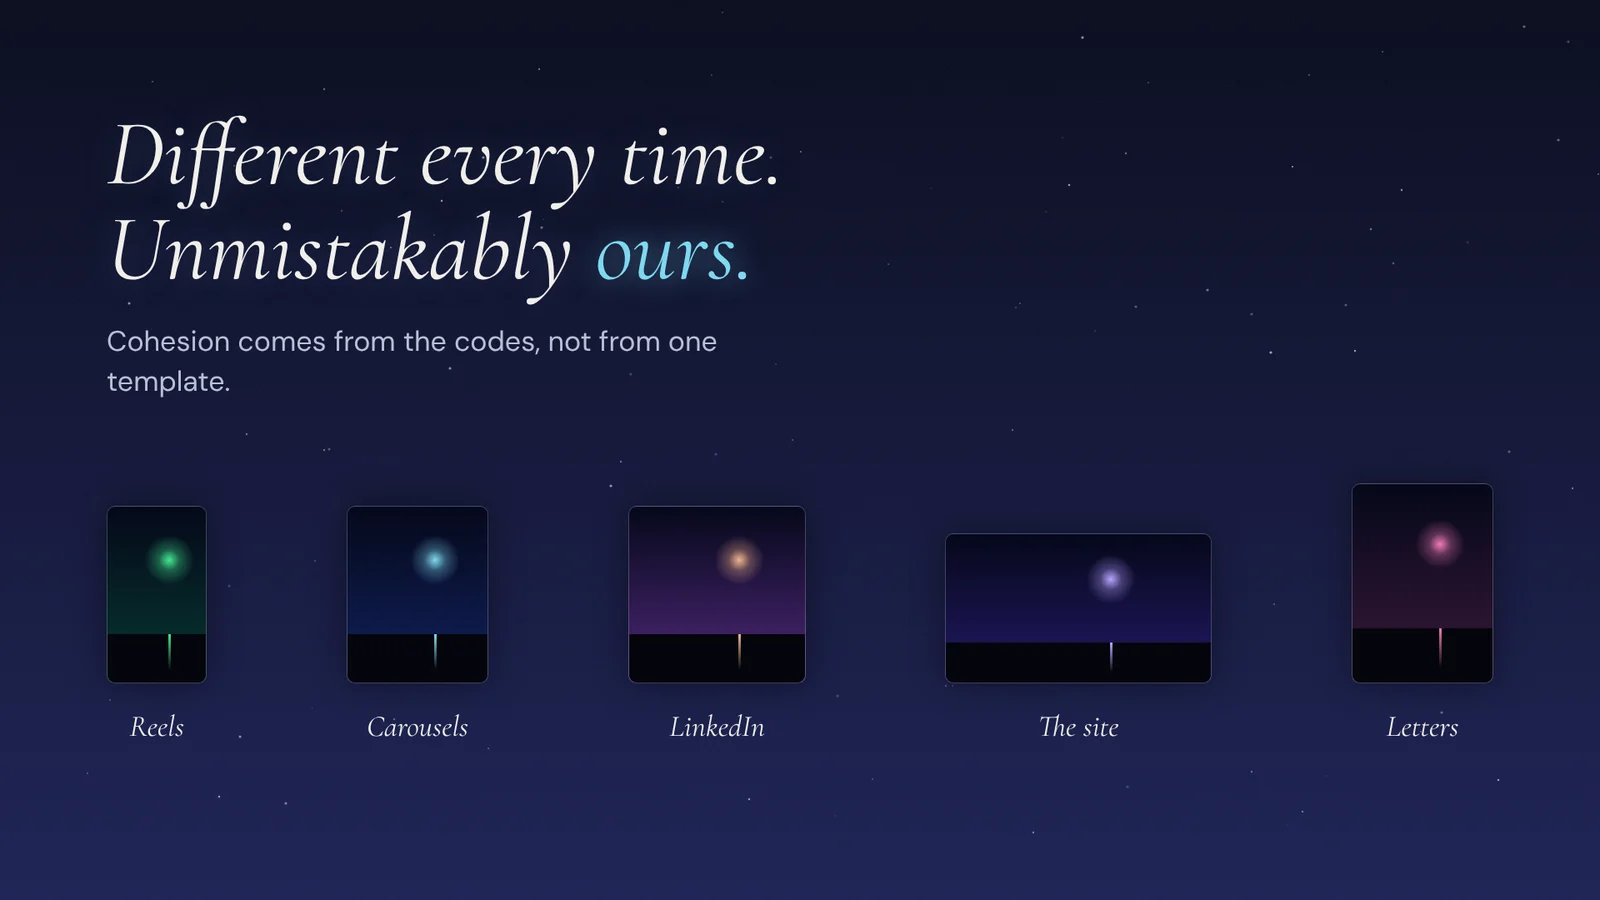 Different every time.
Unmistakably ours.
Cohesion comes from the codes, not from one
template.
Reels
Carousels
LinkedIn
The site
Letters